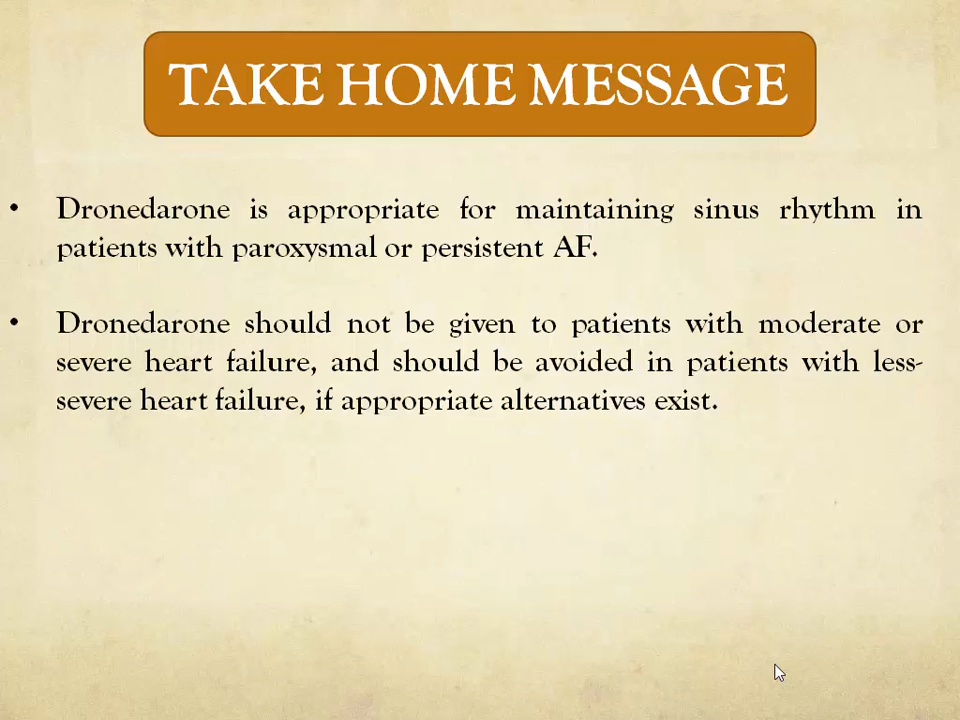 TAKE HOME MESSAGE
• Dronedarone is appropriate for maintaining sinus rhythm in
patients with paroxysmal or persistent AF.
• Dronedarone should not be given to patients with moderate or
severe heart failure, and should be avoided in patients with less-
severe heart failure, if appropriate alternatives exist.